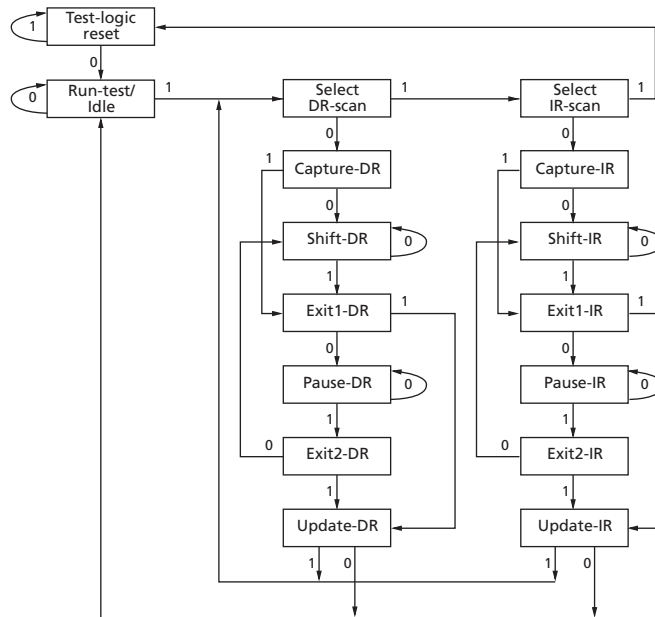 Test-logic
reset
1
0
Run-test/
Idle
0
1
Select
DR-scan
1
Select
IR-scan
1
0
0
1
Capture-DR
1
Capture-IR
0
0
Shift-DR
0
Shift-IR
0
1
1
Exit1-DR
1
Exit1-IR
1
0
0
Pause-DR
0
Pause-IR
0
1
1
0
Exit2-DR
0
Exit2-IR
1
1
Update-DR
Update-IR
1
0
1
0